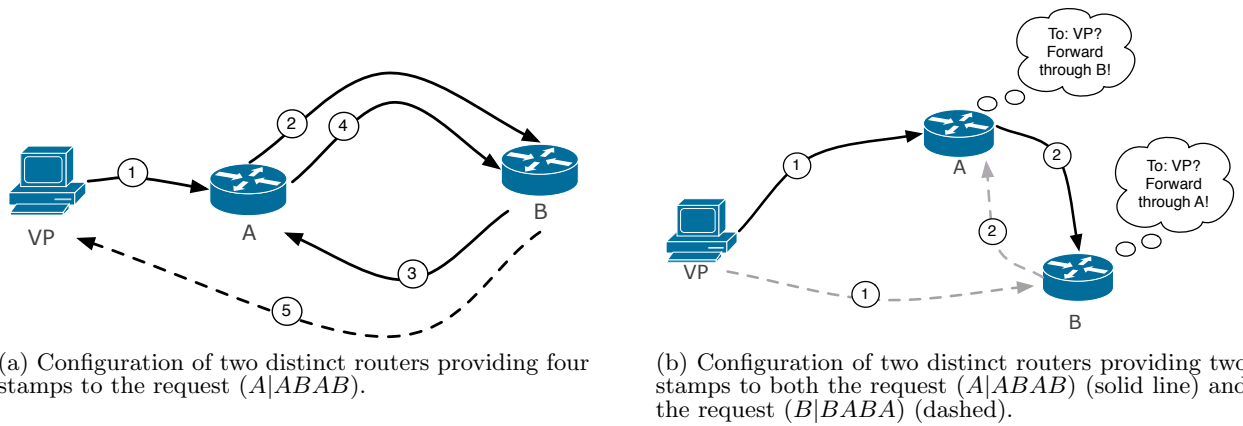 1
2
4
3
5
VP
A
B
(a) Configuration of two distinct routers providing four
stamps to the request (A|ABAB).
To: VP?
Forward
through B!
To: VP?
Forward
through A!
1
2
2
1
A
VP
B
(b) Configuration of two distinct routers providing two
stamps to both the request (A|ABAB) (solid line) and
the request (B|BABA) (dashed).